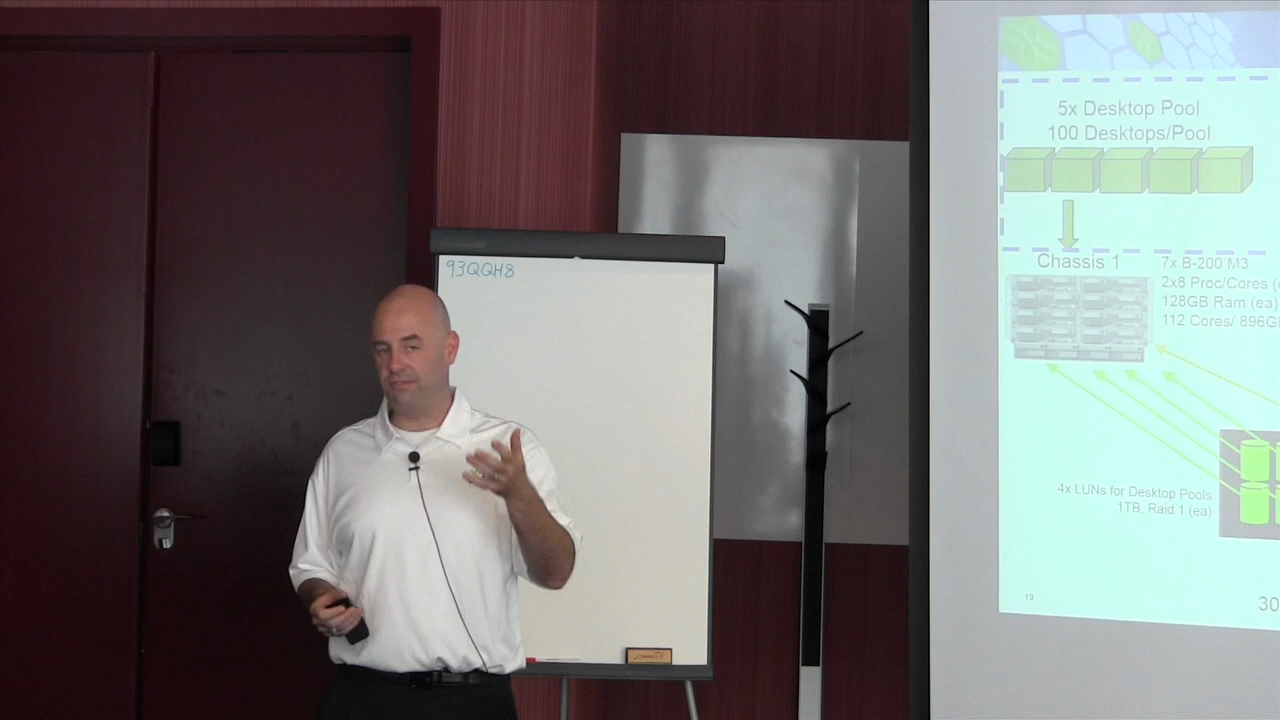 93QQH8
5x Desktop Pool
100 Desktops/Pool
Chassis 1
7x B-200 M3
2x8 Proc/Cores (
128GB Ram (ea)
112 Cores/ 896G
4x LUNs for Desktop Pools
1TB, Raid 1 (ea)
19
30